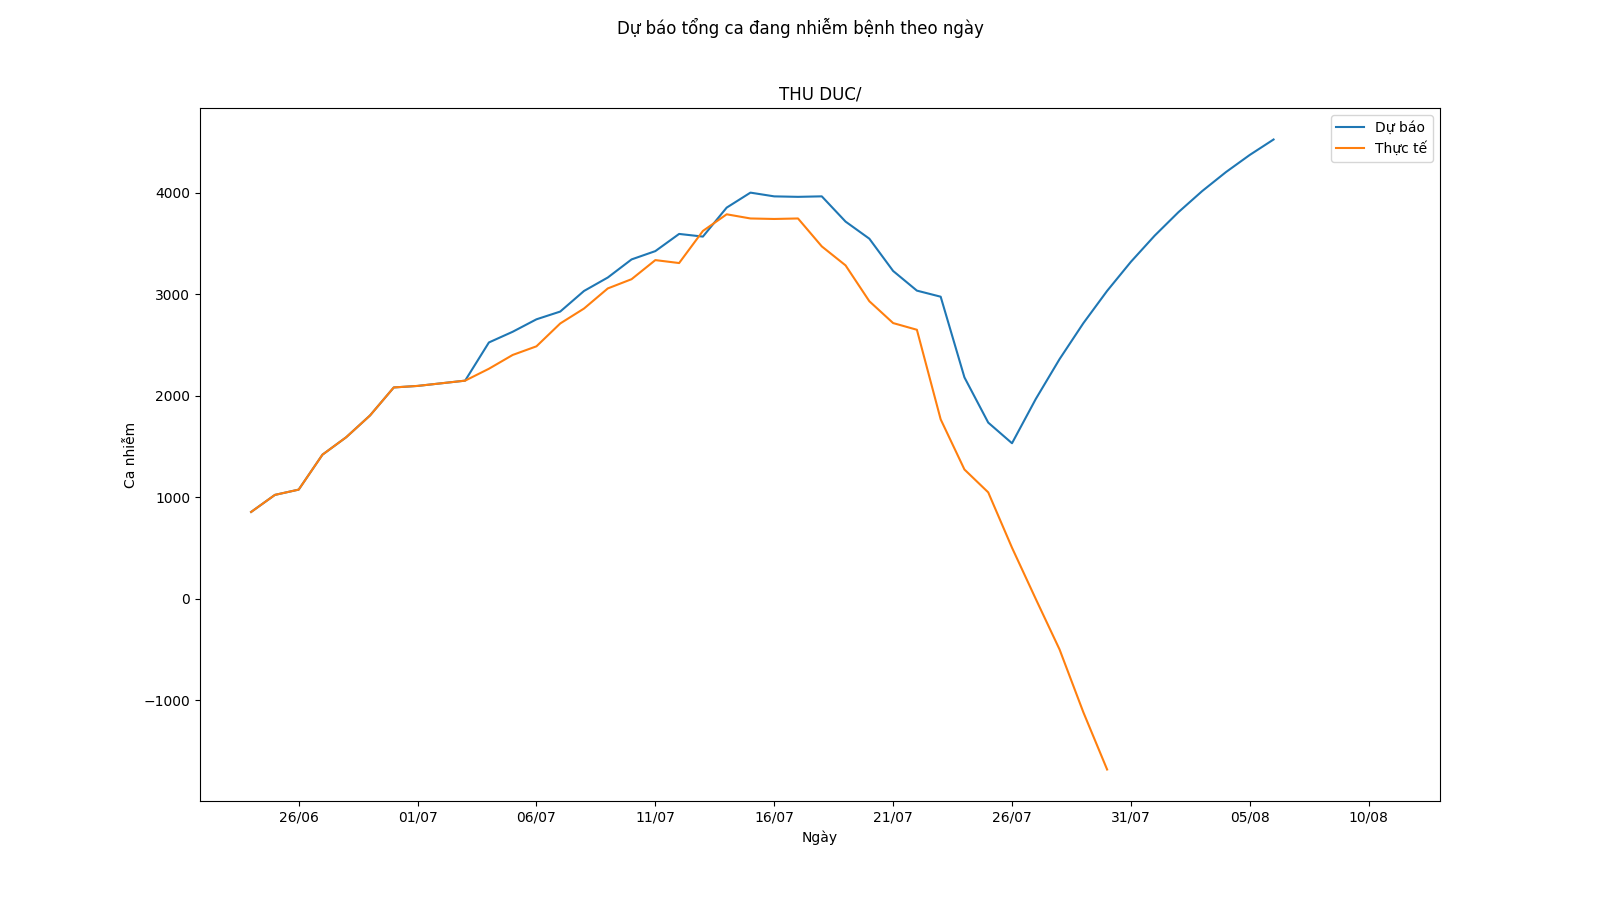 Dự báo tổng ca đang nhiễm bệnh theo ngày
THU DUC/
Dự báo
Thực tế
4000
3000
2000
1000
0
−1000
Ca nhiễm
26/06 01/07 06/07 11/07 16/07 21/07 26/07 31/07 05/08 10/08
Ngày